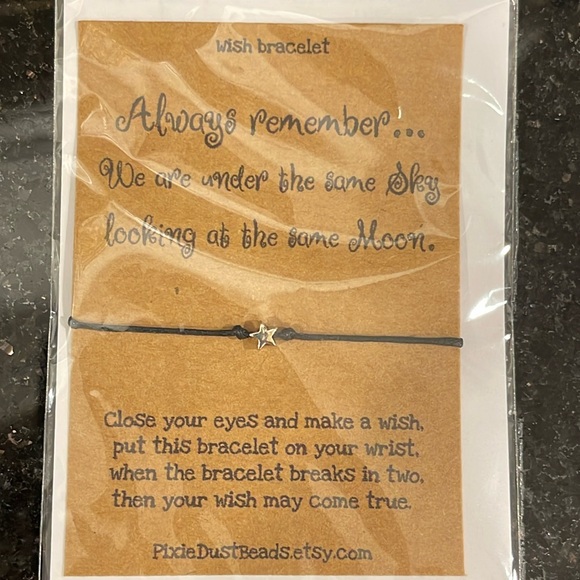 Wish bracelet
Always remember...
We are under the same Sky
looking at the same Moon.
Close your eyes and make a wish,
put this bracelet on your wrist,
when the bracelet breaks in two,
then your wish may come true.
PixieDustBeads.etsy.com